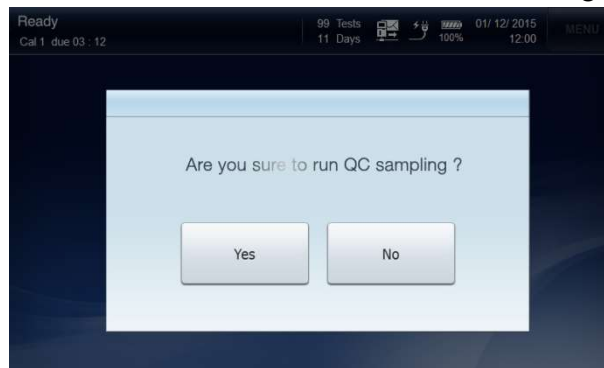 Ready
99 Tests
01/ 12/ 2015
MENU
Cal 1 due 03 : 12
11 Days
100%
12:00
Are you sure to run QC sampling ?
Yes
No